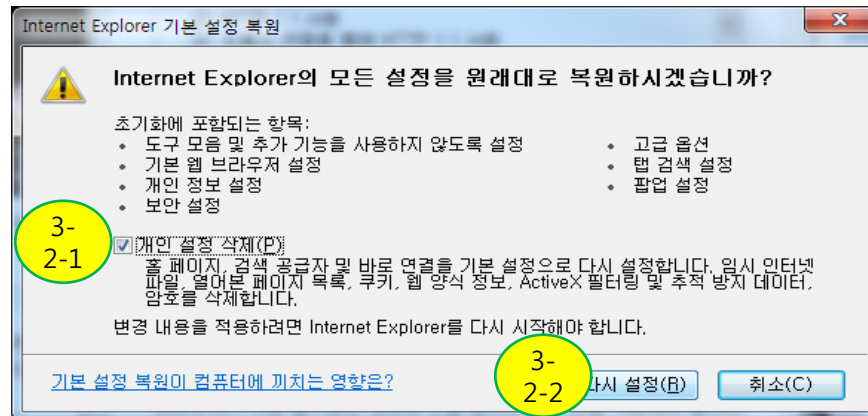 Internet Explorer 기본 설정 복원
Internet Explorer의 모든 설정을 원래대로 복원하시겠습니까?
초기화에 포함되는 항목:
• 도구 모음 및 추가 기능을 사용하지 않도록 설정
• 기본 웹 브라우저 설정
• 개인 정보 설정
• 보안 설정
• 고급 옵션
• 탭 검색 설정
• 팝업 설정
3-
2-1
개인 설정 삭제(P)
홈 페이지, 검색 공급자 및 바로 연결을 기본 설정으로 다시 설정합니다. 임시 인터넷
파일, 열어본 페이지 목록, 쿠키, 웹 양식 정보, ActiveX 필터링 및 추적 방지 데이터,
암호를 삭제합니다.
변경 내용을 적용하려면 Internet Explorer를 다시 시작해야 합니다.
기본 설정 복원이 컴퓨터에 끼치는 영향은?
3-
2-2
다시 설정(R)
취소(C)